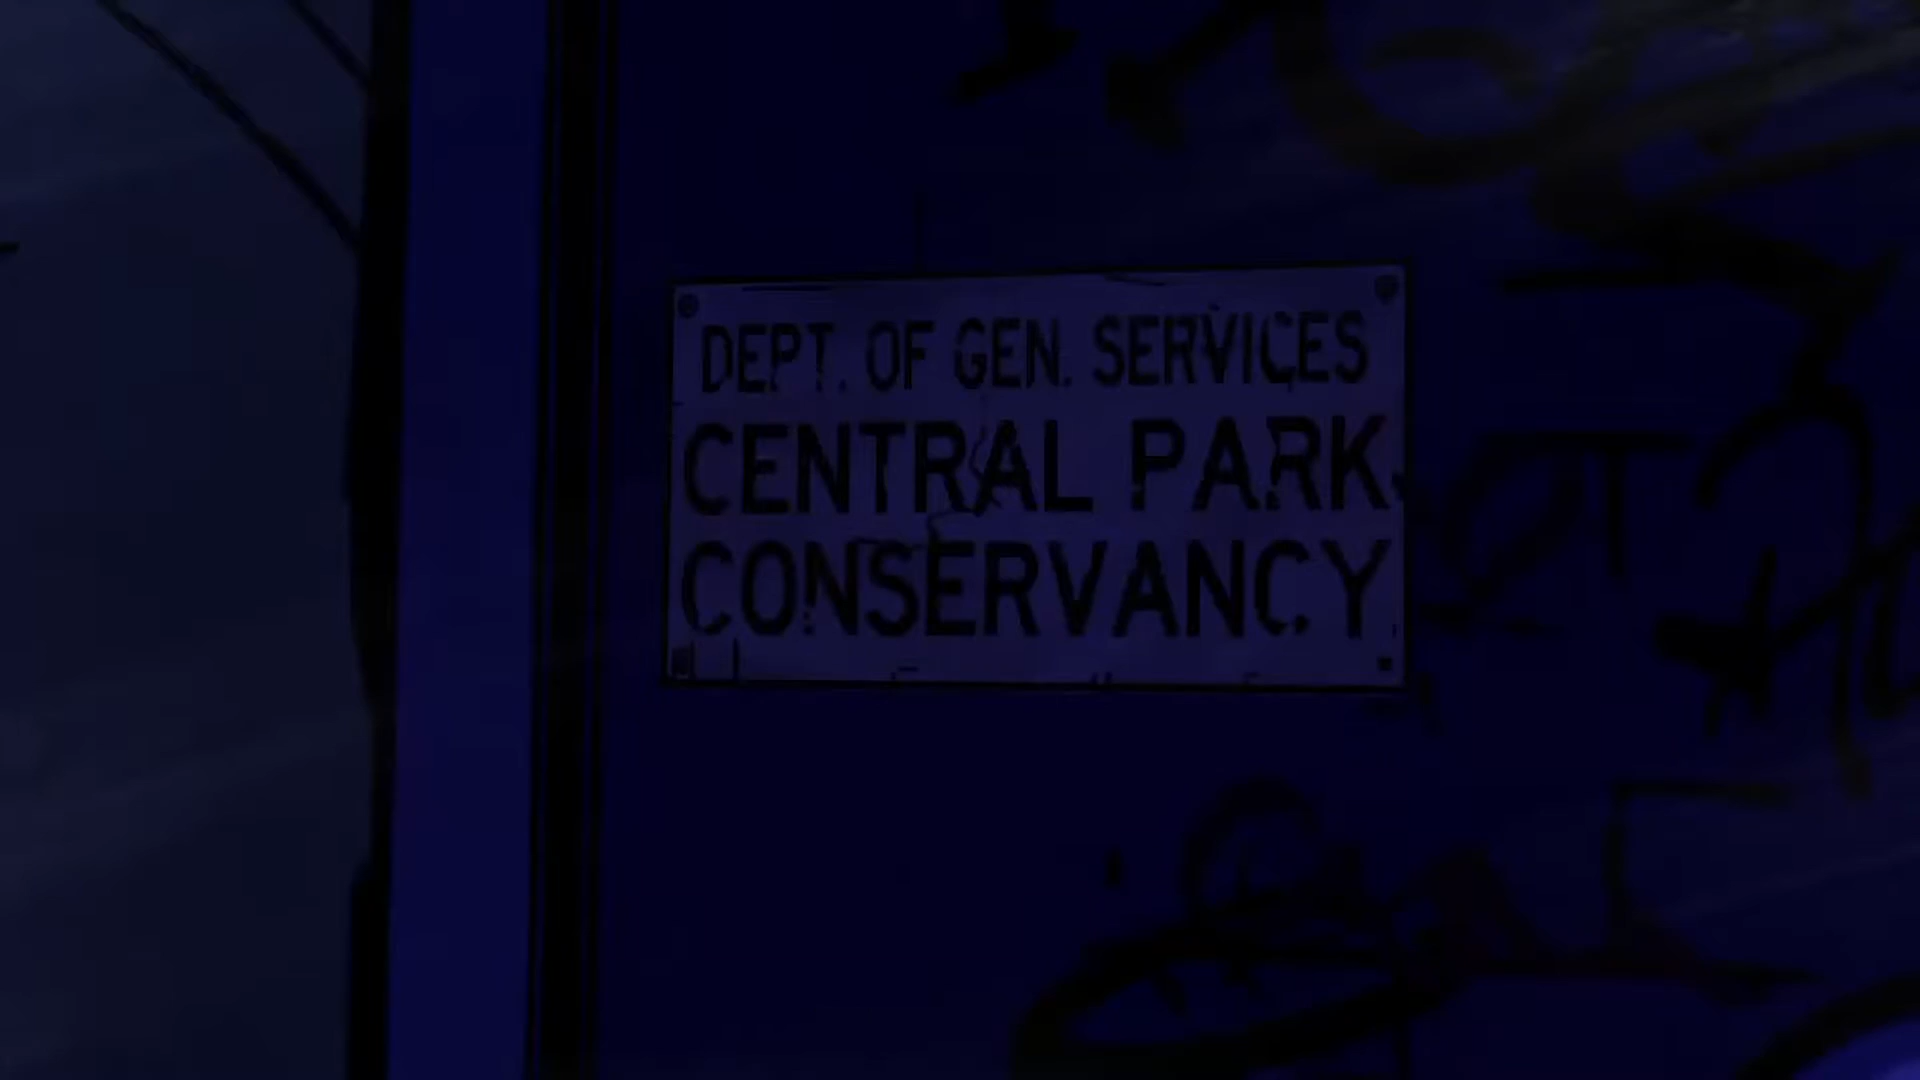 DEPT. OF GEN. SERVICES
CENTRAL PARK
CONSERVANCY